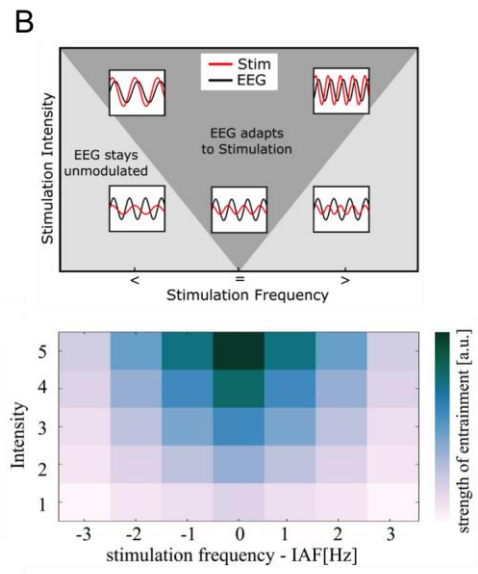 B
Stim
EEG
EEG adapts
to Stimulation
EEG stays
unmodulated
Stimulation Intensity
< = >
Stimulation Frequency
5
4
3
2
1
Intensity
-3 -2 -1 0 1 2 3
stimulation frequency - IAF[Hz]
strength of entrainment [a.u.]